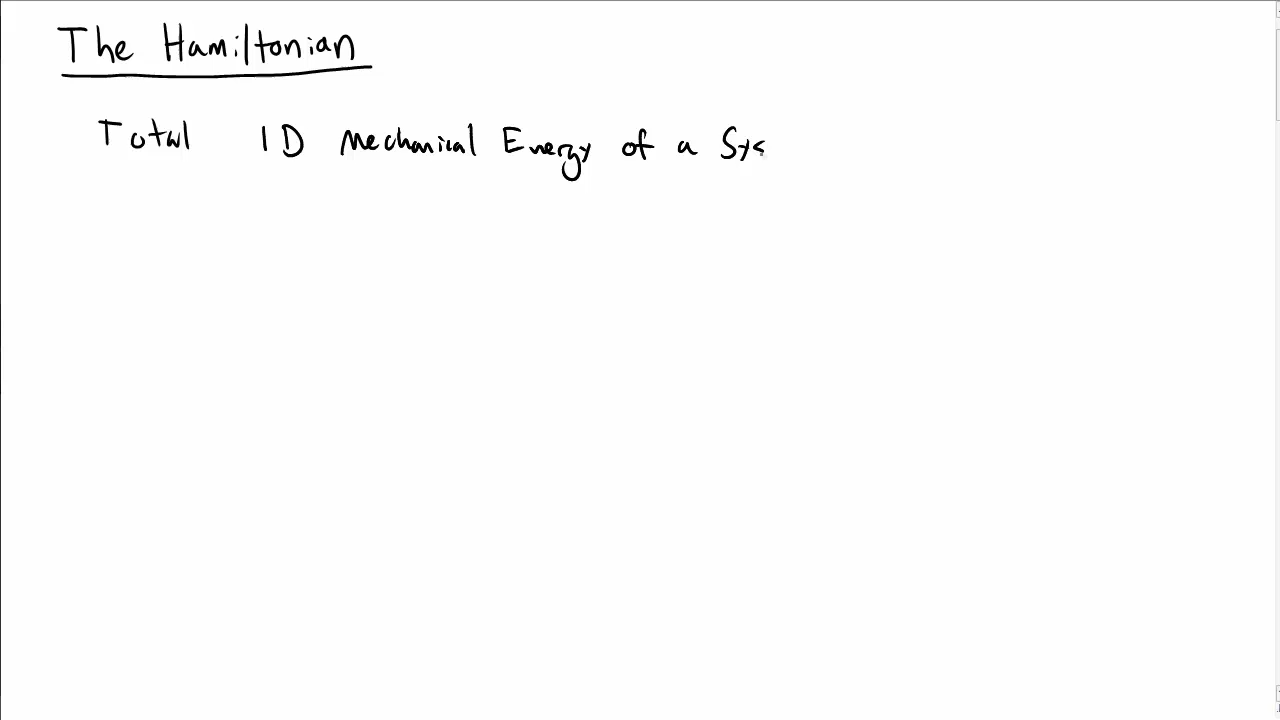 The Hamiltonian
Total 1D Mechanical Energy of a Sys